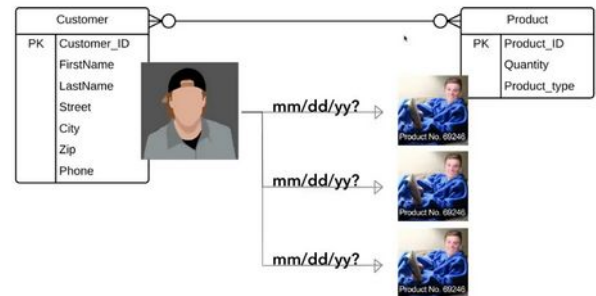 Customer
PK Customer_ID
FirstName
LastName
Street
City
Zip
Phone
Product
PK Product_ID
Quantity
Product_type
mm/dd/yy?
Product No. 69246
mm/dd/yy?
Product No. 69246
mm/dd/yy?
Product No. 69246